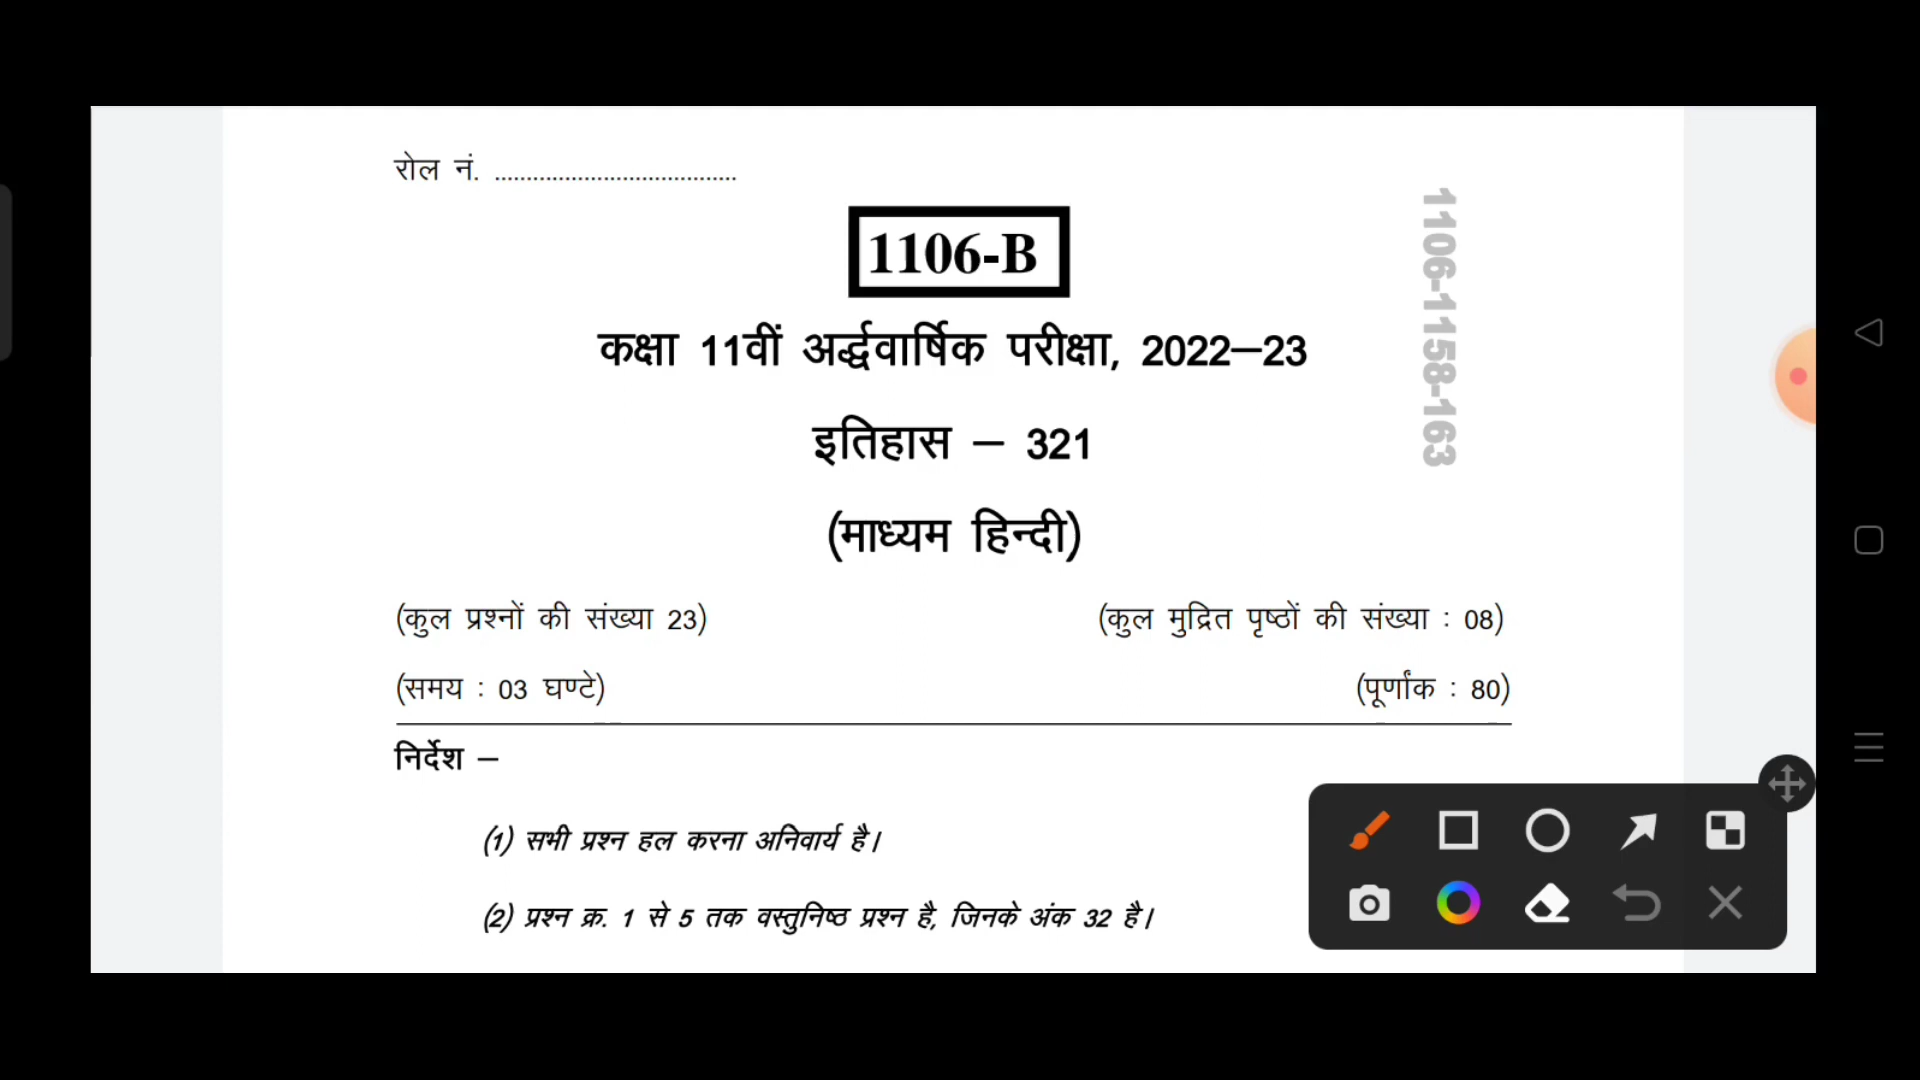 रोल नं. ......................................
1106-B
1106-1158-163
कक्षा 11वीं अर्द्धवार्षिक परीक्षा, 2022–23
इतिहास – 321
(माध्यम हिन्दी)
(कुल प्रश्नों की संख्या 23) (कुल मुद्रित पृष्ठों की संख्या : 08)
(समय : 03 घण्टे) (पूर्णांक : 80)
निर्देश –
(1) सभी प्रश्न हल करना अनिवार्य है।
(2) प्रश्न क्र. 1 से 5 तक वस्तुनिष्ठ प्रश्न है, जिनके अंक 32 है।